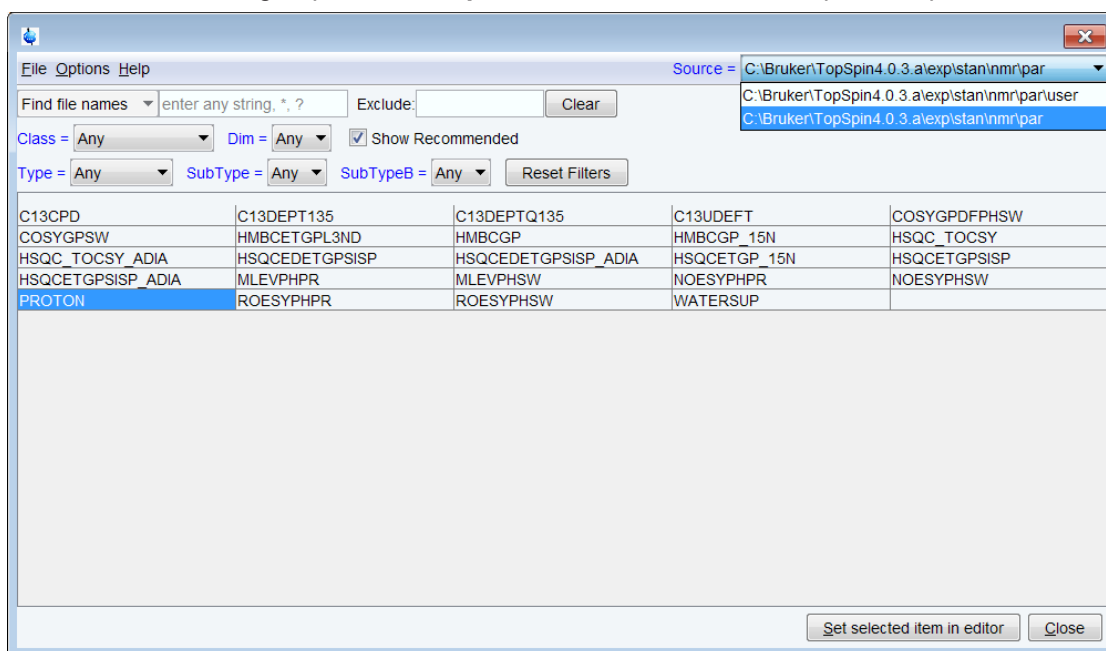 File Options Help Source = C:\Bruker\TopSpin4.0.3.a\exp\stan\nmr\par
C:\Bruker\TopSpin4.0.3.a\exp\stan\nmr\par\user
C:\Bruker\TopSpin4.0.3.a\exp\stan\nmr\par
Find file names enter any string, *, ? Exclude: Clear
Class = Any Dim = Any Show Recommended
Type = Any SubType = Any SubTypeB = Any Reset Filters
C13CPD C13DEPT135 C13DEPTQ135 C13UDEFT COSYGPDFPHSW
COSYGPSW HMBCETGPL3ND HMBCGP HMBCGP_15N HSQC_TOCSY
HSQC_TOCSY_ADIA HSQCEDETGPSISP HSQCEDETGPSISP_ADIA HSQCETGP_15N HSQCETGPSISP
HSQCETGPSISP_ADIA MLEVPHPR MLEVPHSW NOESYPHPR NOESYPHSW
PROTON ROESYPHPR ROESYPHSW WATERSUP
Set selected item in editor Close